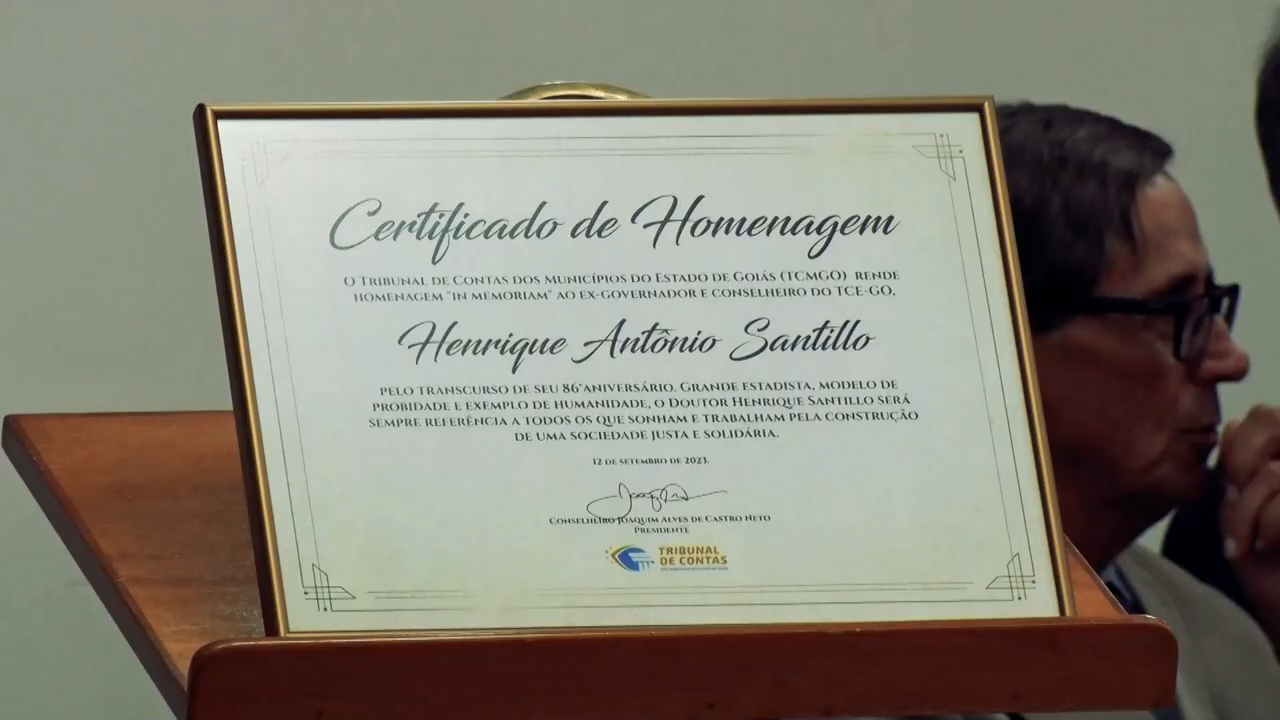 Certificado de Homenagem
O Tribunal de Contas dos Municípios do Estado de Goiás (TCMGO) rende
homenagem "in memoriam" ao ex-governador e conselheiro do TCE-GO,
Henrique Antônio Santillo
pelo transcurso de seu 86°aniversário. Grande estadista, modelo de
probidade e exemplo de humanidade, o Doutor Henrique Santillo será
sempre referência a todos os que sonham e trabalham pela construção
de uma sociedade justa e solidária.
12 de setembro de 2023.
Conselheiro Joaquim Alves de Castro Neto
Presidente
TRIBUNAL
DE CONTAS